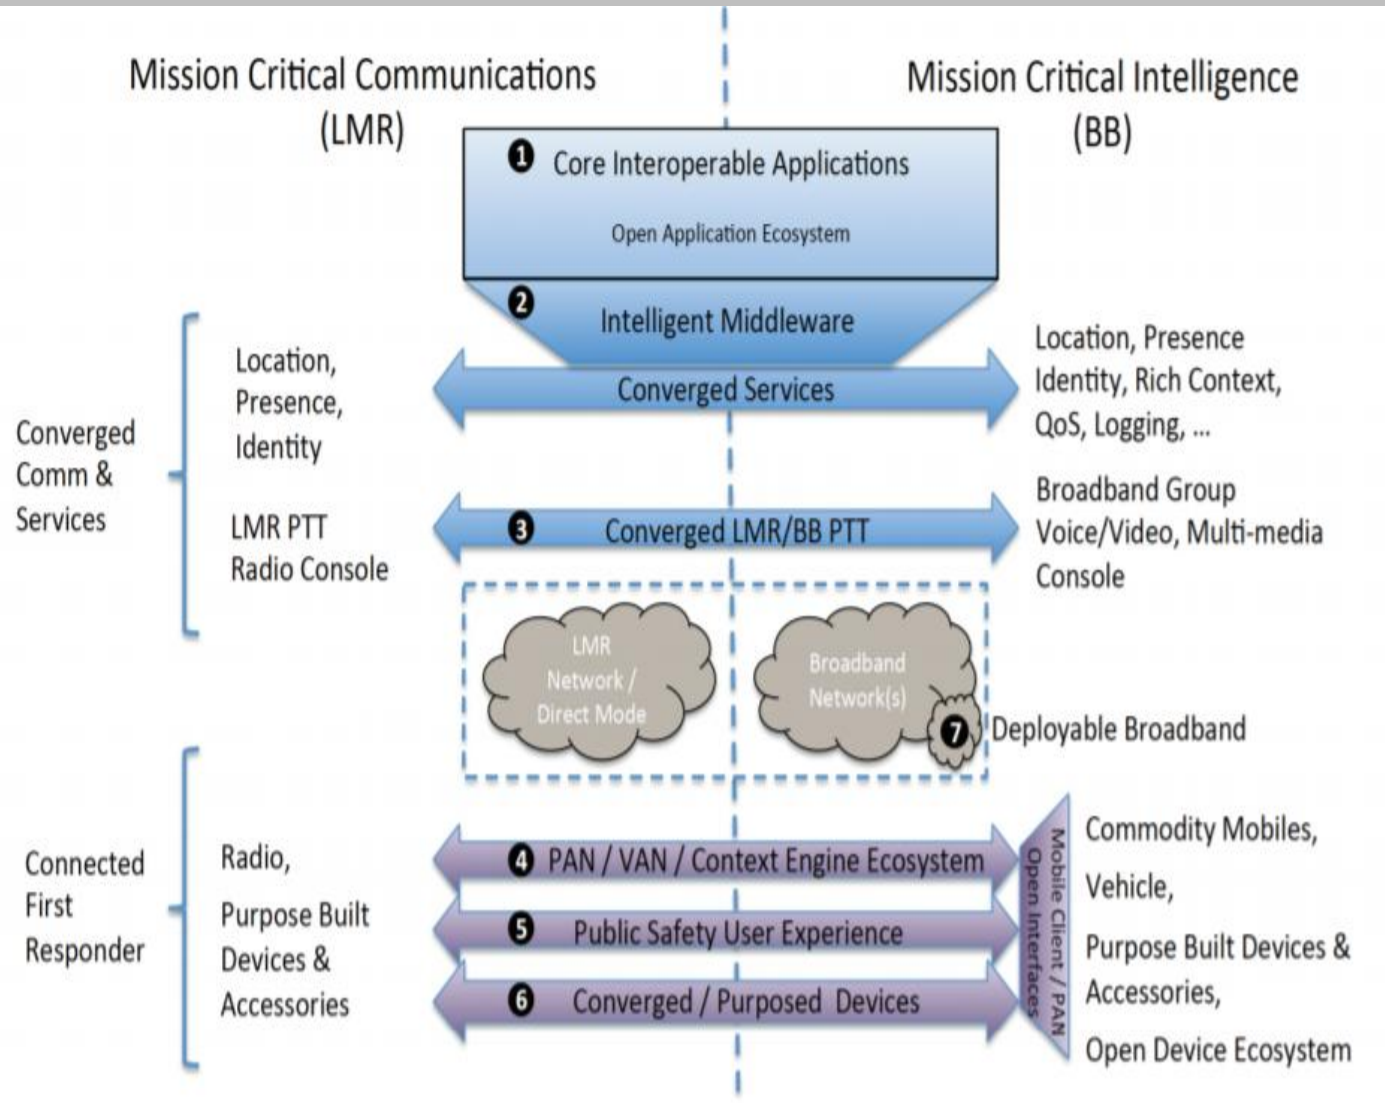 Mission Critical Communications
(LMR)
Mission Critical Intelligence
(BB)
1 Core Interoperable Applications
Open Application Ecosystem
2 Intelligent Middleware
Converged Services
Converged
Comm &
Services
Location,
Presence,
Identity
LMR PTT
Radio Console
Location, Presence
Identity, Rich Context,
QoS, Logging, ...
3 Converged LMR/BB PTT
Broadband Group
Voice/Video, Multi-media
Console
LMR
Network /
Direct Mode
Broadband
Network(s)
7 Deployable Broadband
Connected
First
Responder
Radio,
Purpose Built
Devices &
Accessories
4 PAN / VAN / Context Engine Ecosystem
5 Public Safety User Experience
6 Converged / Purposed Devices
Mobile Client / PAN
Open Interfaces
Commodity Mobiles,
Vehicle,
Purpose Built Devices &
Accessories,
Open Device Ecosystem